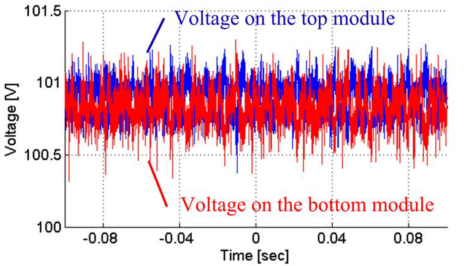 Voltage on the top module
101.5
101
100.5
100
Voltage [V]
Voltage on the bottom module
-0.08 -0.04 0 0.04 0.08
Time [sec]